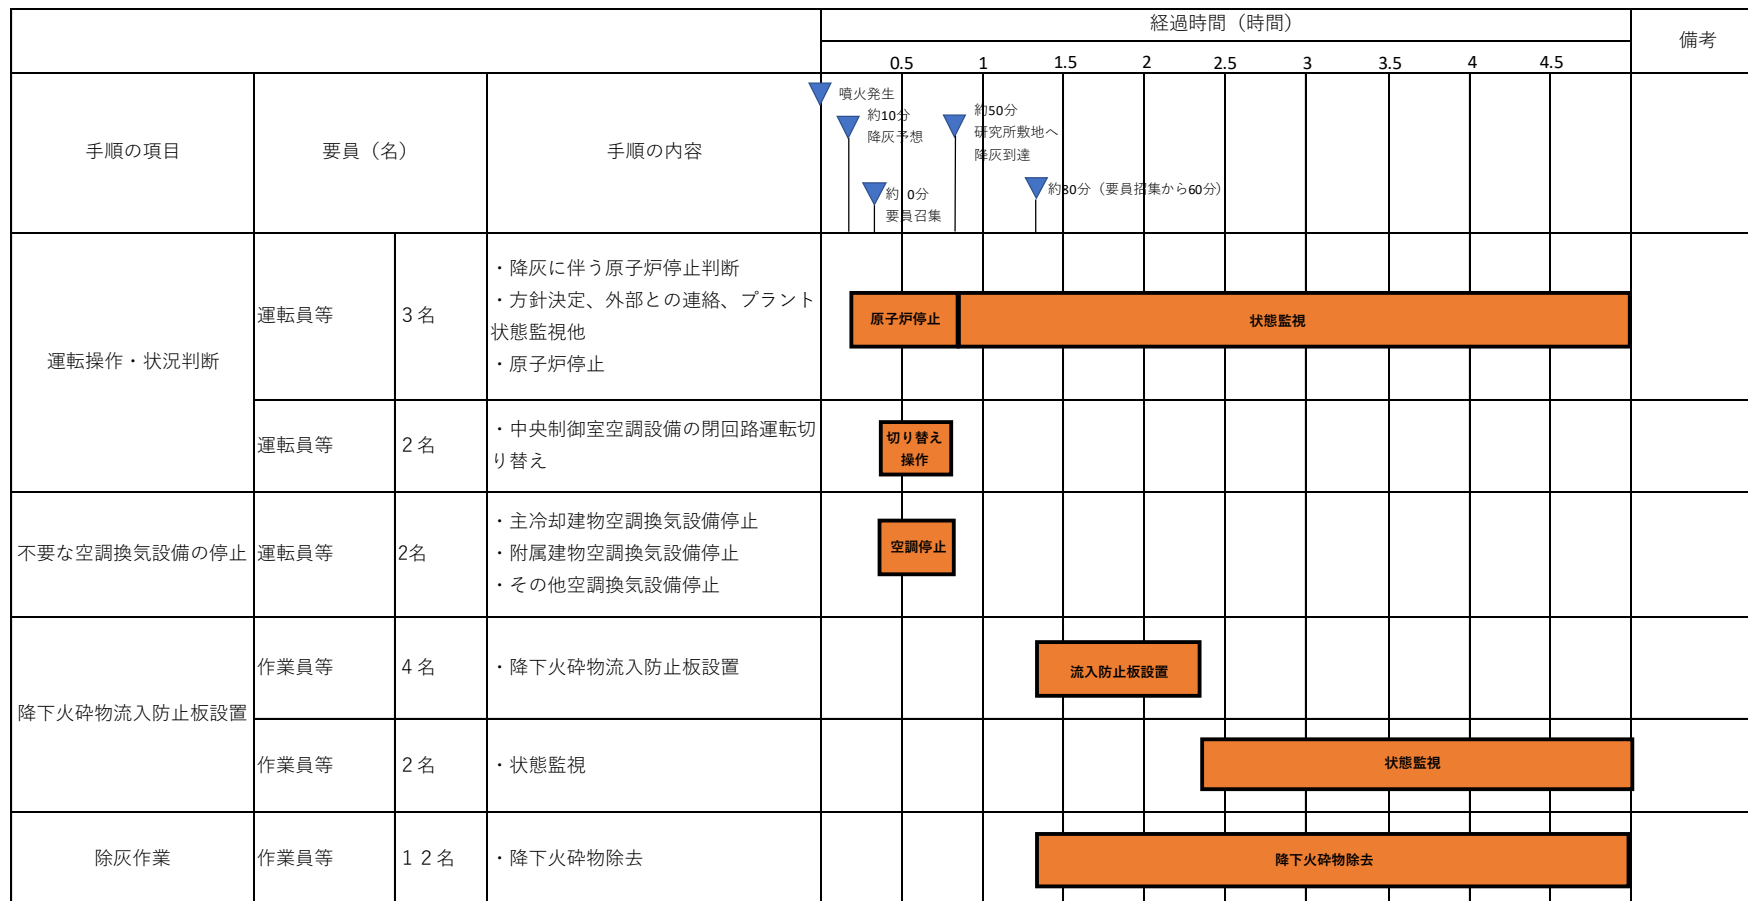 経過時間（時間）
備考
0.5 1 1.5 2 2.5 3 3.5 4 4.5
手順の項目
要員（名）
手順の内容
噴火発生
約10分
降灰予想
約 0分
要員召集
約50分
研究所敷地へ
降灰到達
約80分（要員招集から60分）
運転操作・状況判断
運転員等
３名
・降灰に伴う原子炉停止判断
・方針決定、外部との連絡、プラント
状態監視他
・原子炉停止
原子炉停止
状態監視
運転員等
２名
・中央制御室空調設備の閉回路運転切
り替え
切り替え
操作
不要な空調換気設備の停止
運転員等
2名
・主冷却建物空調換気設備停止
・附属建物空調換気設備停止
・その他空調換気設備停止
空調停止
降下火砕物流入防止板設置
作業員等
４名
・降下火砕物流入防止板設置
流入防止板設置
作業員等
２名
・状態監視
状態監視
除灰作業
作業員等
１２名
・降下火砕物除去
降下火砕物除去